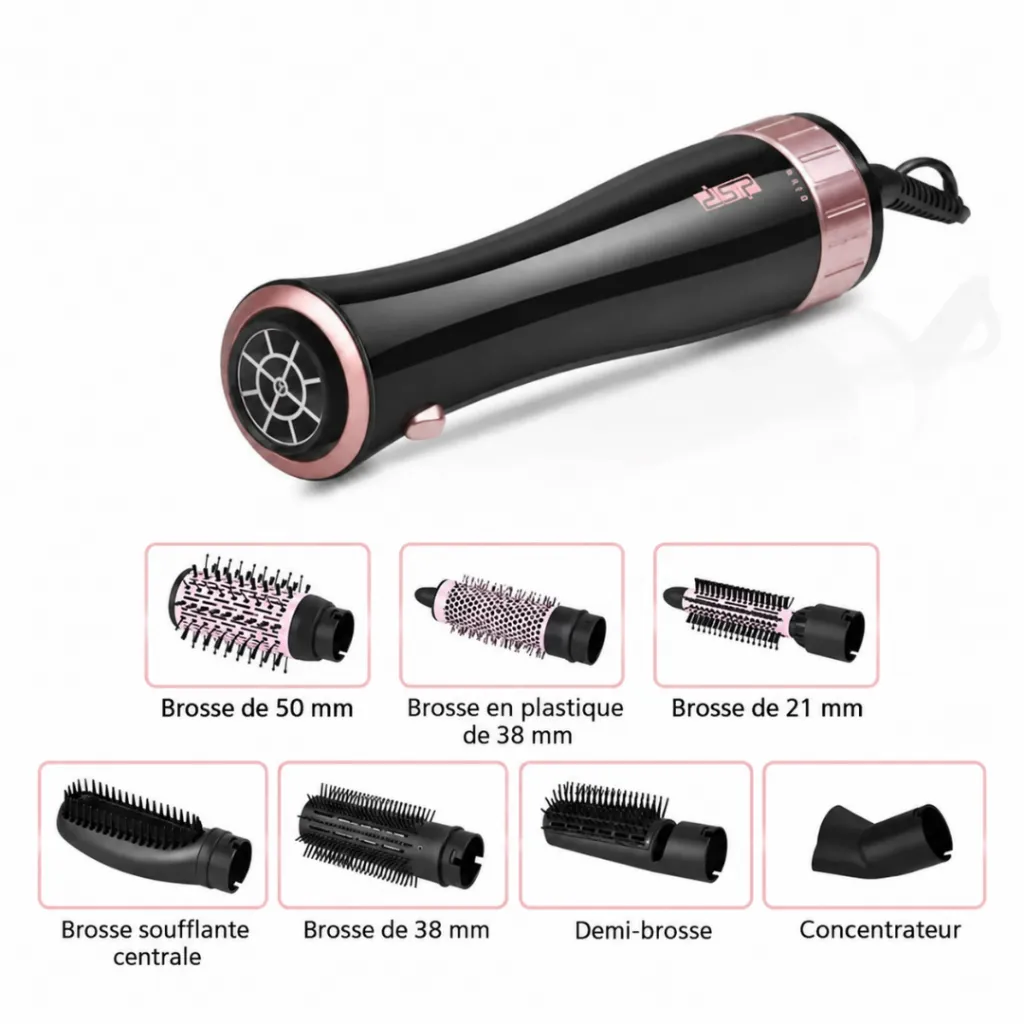 DSP
Brosse de 50 mm
Brosse en plastique
de 38 mm
Brosse de 21 mm
Brosse soufflante
centrale
Brosse de 38 mm
Demi-brosse
Concentrateur